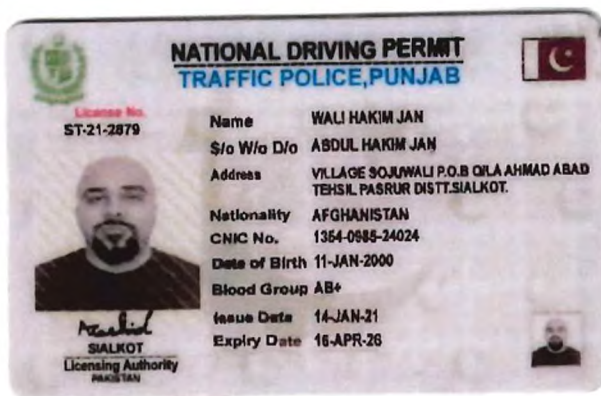 NATIONAL DRIVING PERMIT
TRAFFIC POLICE,PUNJAB
License No.
ST-21-2879
Name WALI HAKIM JAN
S/o W/o D/o ABDUL HAKIM JAN
Address VILLAGE SOJUWALI P.O.B QILA AHMAD ABAD
TEHSIL PASRUR DISTT.SIALKOT.
Nationality AFGHANISTAN
CNIC No. 1354-0985-24024
Date of Birth 11-JAN-2000
Blood Group AB+
Issue Date 14-JAN-21
Expiry Date 16-APR-26
SIALKOT
Licensing Authority
PAKISTAN